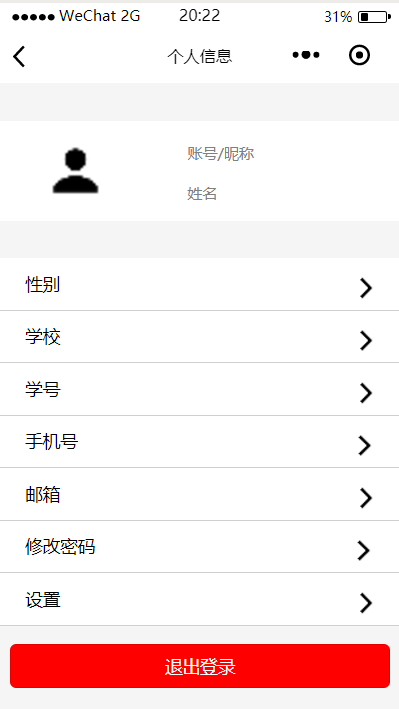 WeChat 2G 20:22 31%
个人信息
账号/昵称
姓名
性别
学校
学号
手机号
邮箱
修改密码
设置
退出登录